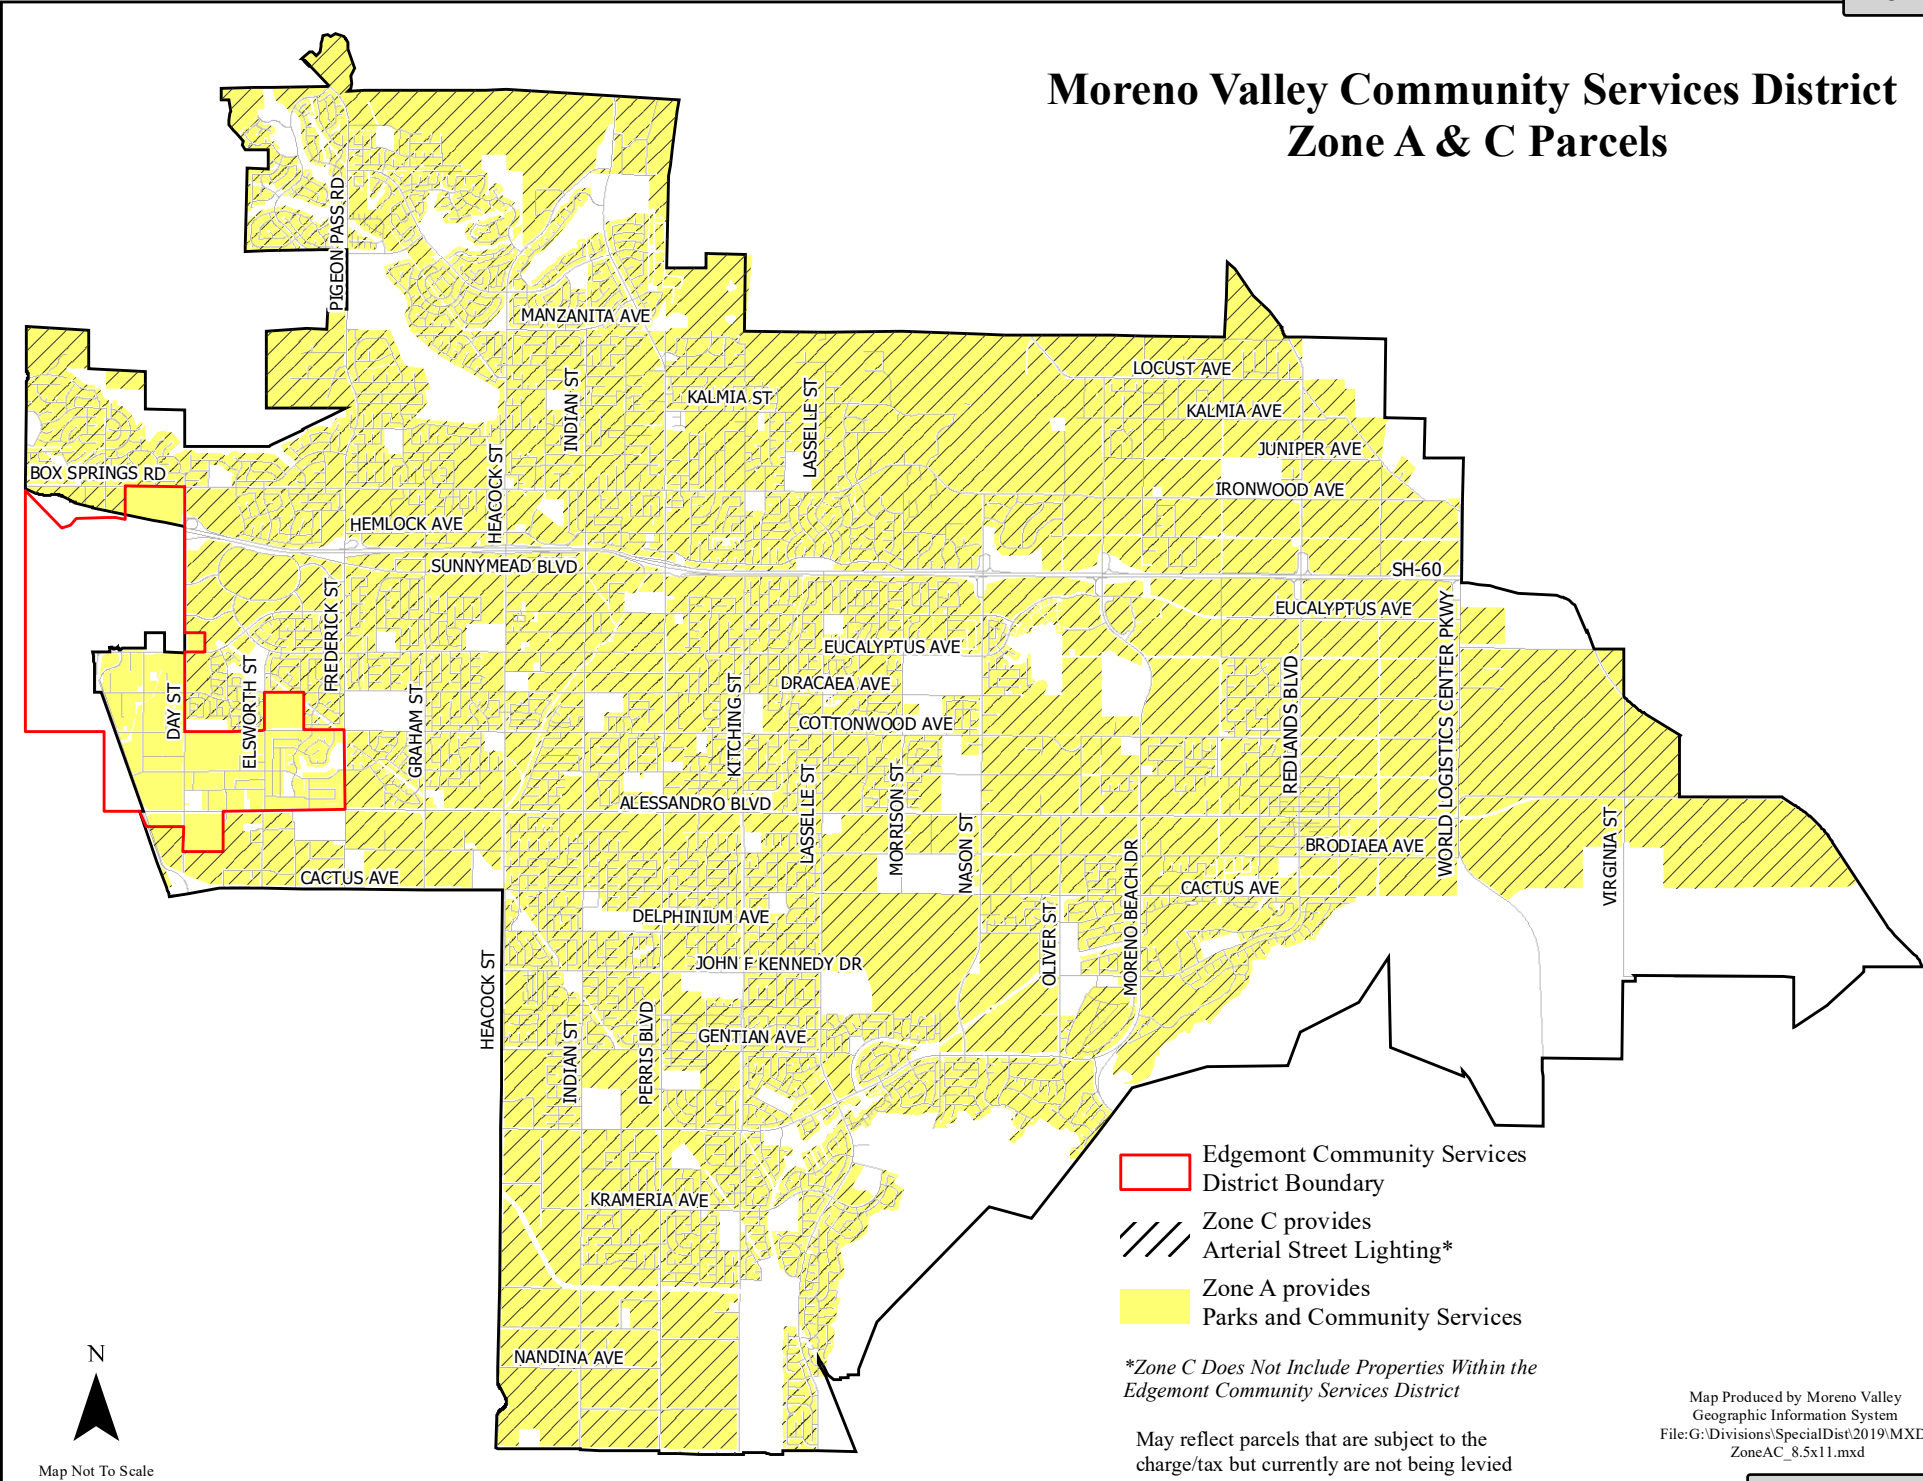 Moreno Valley Community Services District
Zone A & C Parcels
PIGEON PASS RD
MANZANITA AVE
LOCUST AVE
KALMIA ST
KALMIA AVE
INDIAN ST
LASSELLE ST
JUNIPER AVE
BOX SPRINGS RD
HEACOCK ST
IRONWOOD AVE
HEMLOCK AVE
SUNNYMEAD BLVD
SH-60
FREDERICK ST
EUCALYPTUS AVE
EUCALYPTUS AVE
DRACAEA AVE
DAY ST
ELSWORTH ST
GRAHAM ST
KITCHING ST
COTTONWOOD AVE
REDLANDS BLVD
WORLD LOGISTICS CENTER PKWY
ALESSANDRO BLVD
LASSELLE ST
MORRISON ST
NASON ST
BRODIAEA AVE
VIRGINIA ST
CACTUS AVE
CACTUS AVE
MORENO BEACH DR
DELPHINIUM AVE
OLIVER ST
JOHN F KENNEDY DR
HEACOCK ST
GENTIAN AVE
INDIAN ST
PERRIS BLVD
KRAMERIA AVE
NANDINA AVE
Edgemont Community Services
District Boundary
Zone C provides
Arterial Street Lighting*
Zone A provides
Parks and Community Services
*Zone C Does Not Include Properties Within the
Edgemont Community Services District
May reflect parcels that are subject to the
charge/tax but currently are not being levied
N
Map Not To Scale
Map Produced by Moreno Valley
Geographic Information System
File:G:\Divisions\SpecialDist\2019\MXD
ZoneAC_8.5x11.mxd